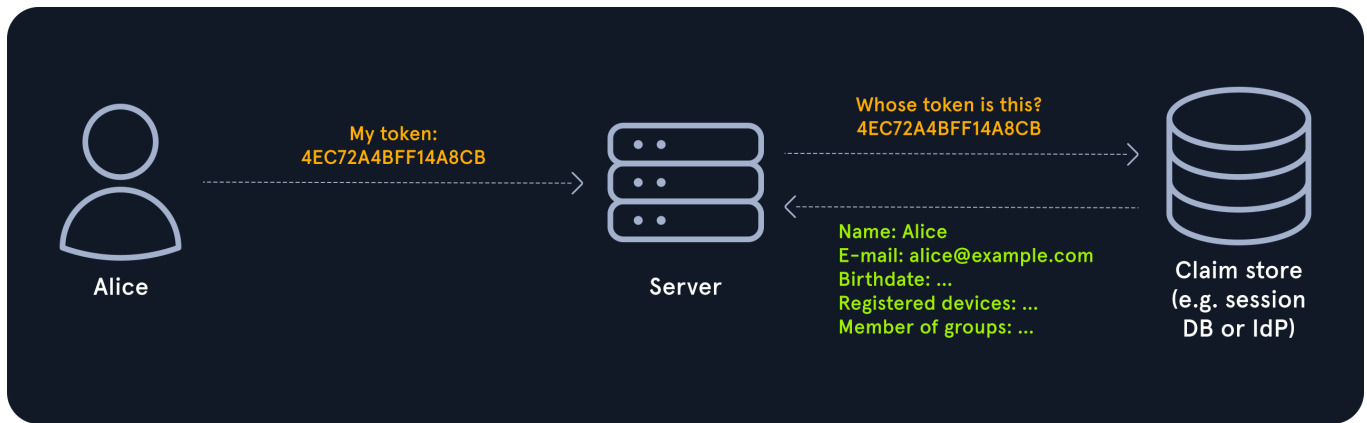 My token:
4EC72A4BFF14A8CB
Alice
Server
Whose token is this?
4EC72A4BFF14A8CB
Name: Alice
E-mail: alice@example.com
Birthdate: ...
Registered devices: ...
Member of groups: ...
Claim store
(e.g. session
DB or IdP)